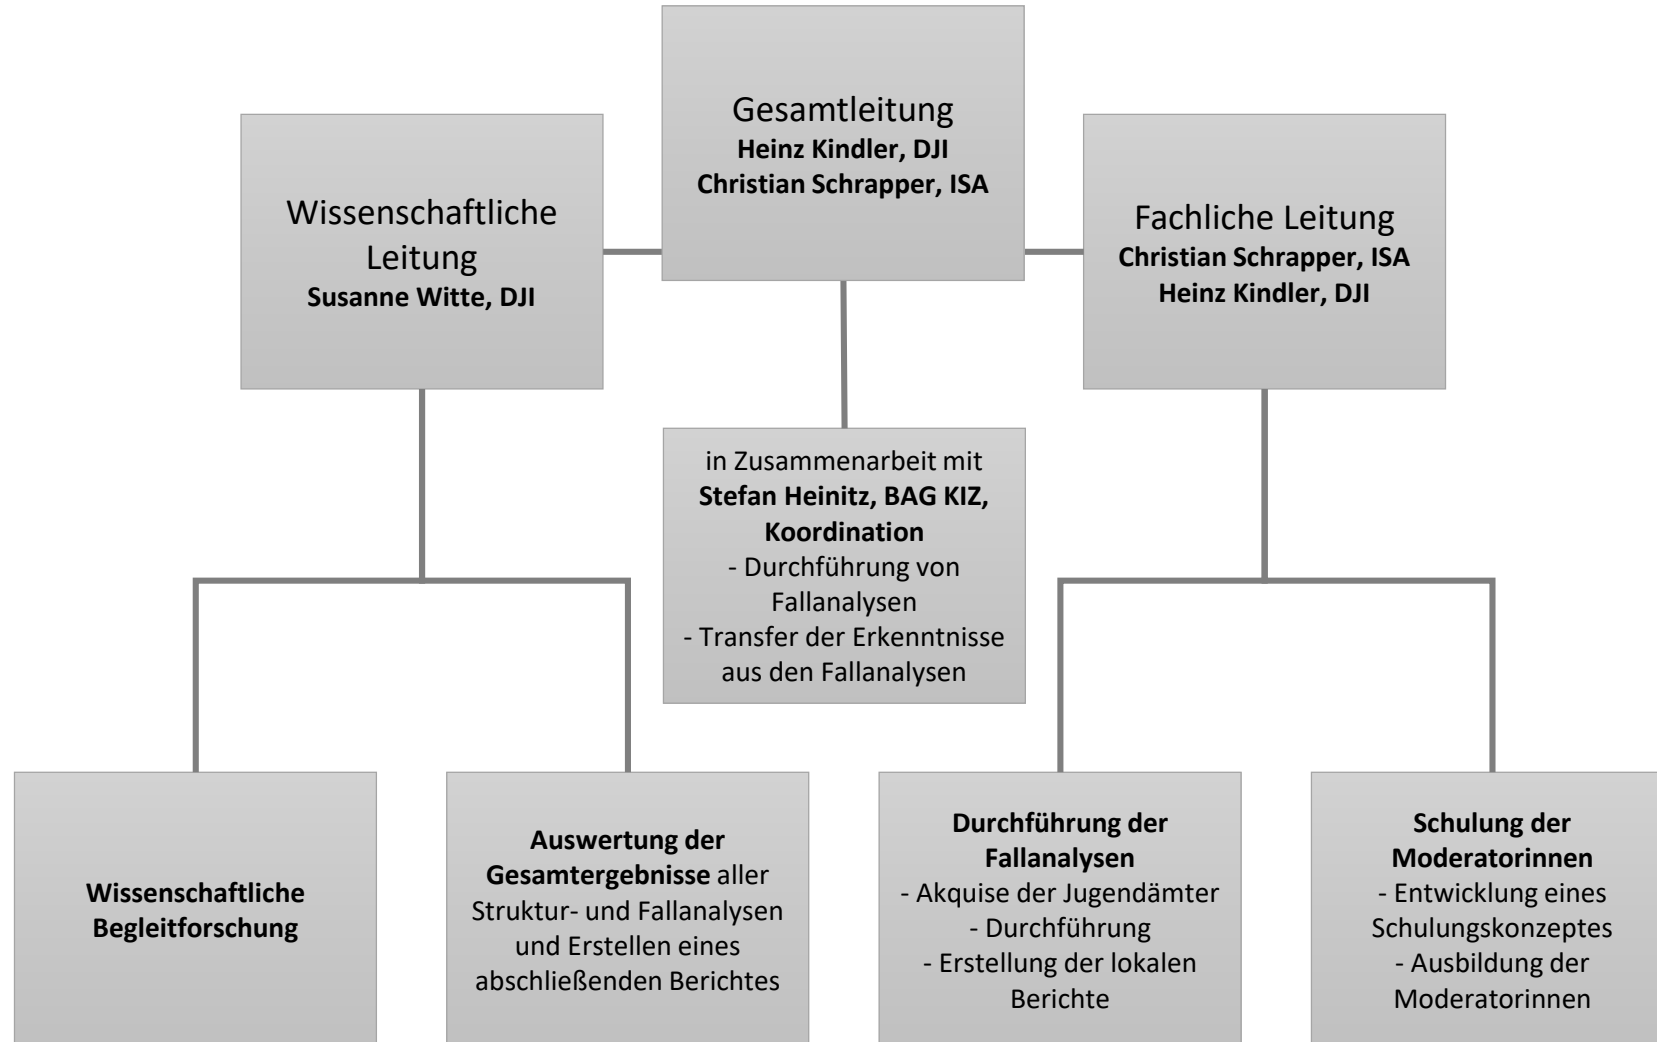 Gesamtleitung
Heinz Kindler, DJI
Christian Schrapper, ISA
Wissenschaftliche
Leitung
Susanne Witte, DJI
Fachliche Leitung
Christian Schrapper, ISA
Heinz Kindler, DJI
in Zusammenarbeit mit
Stefan Heinitz, BAG KIZ,
Koordination
- Durchführung von
Fallanalysen
- Transfer der Erkenntnisse
aus den Fallanalysen
Wissenschaftliche
Begleitforschung
Auswertung der
Gesamtergebnisse aller
Struktur- und Fallanalysen
und Erstellen eines
abschließenden Berichtes
Durchführung der
Fallanalysen
- Akquise der Jugendämter
- Durchführung
- Erstellung der lokalen
Berichte
Schulung der
Moderatorinnen
- Entwicklung eines
Schulungskonzeptes
- Ausbildung der
Moderatorinnen